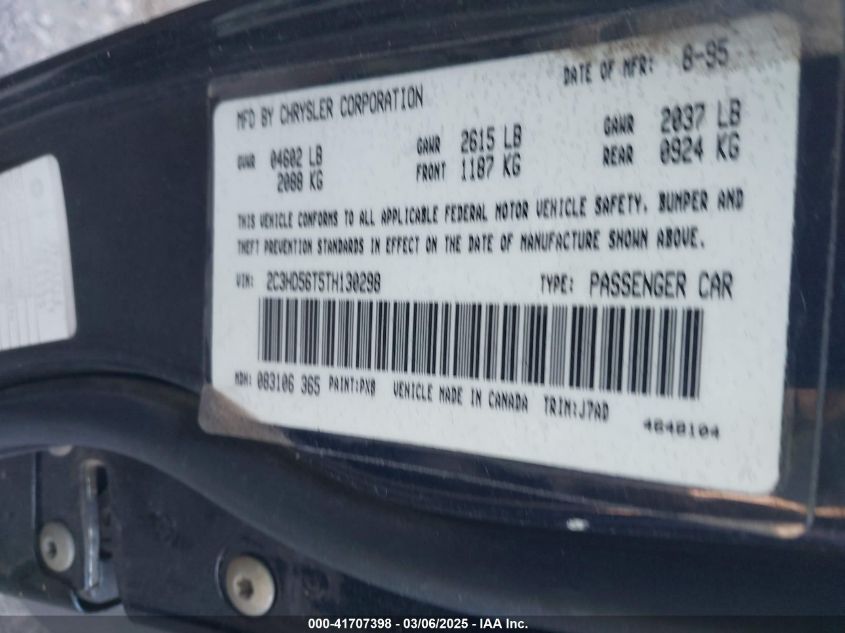 DATE OF MFR: 8-95
MFD BY CHRYSLER CORPORATION
GVWR 04602 LB
2088 KG
GAWR FRONT 2615 LB
1187 KG
GAWR REAR 2037 LB
0924 KG
THIS VEHICLE CONFORMS TO ALL APPLICABLE FEDERAL MOTOR VEHICLE SAFETY, BUMPER AND
THEFT PREVENTION STANDARDS IN EFFECT ON THE DATE OF MANUFACTURE SHOWN ABOVE.
VIN: 2C3HD56T5TH130298 TYPE: PASSENGER CAR
MDH: 083106 365 PAINT:PX8 VEHICLE MADE IN CANADA TRIM:J7AD
4648104
000-41707398 - 03/06/2025 - IAA Inc.